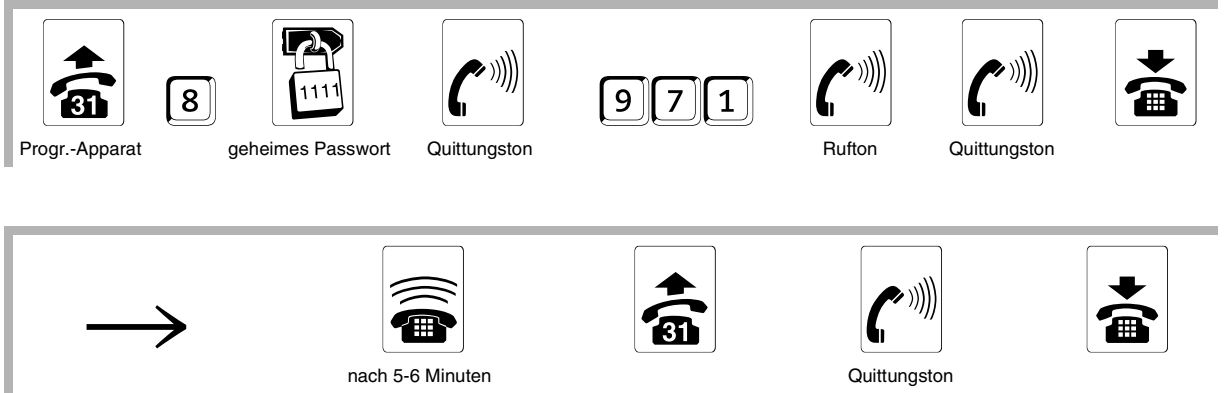 31 8 1111 9 7 1
Progr.-Apparat geheimes Passwort Quittungston Rufton Quittungston
31
nach 5-6 Minuten Quittungston